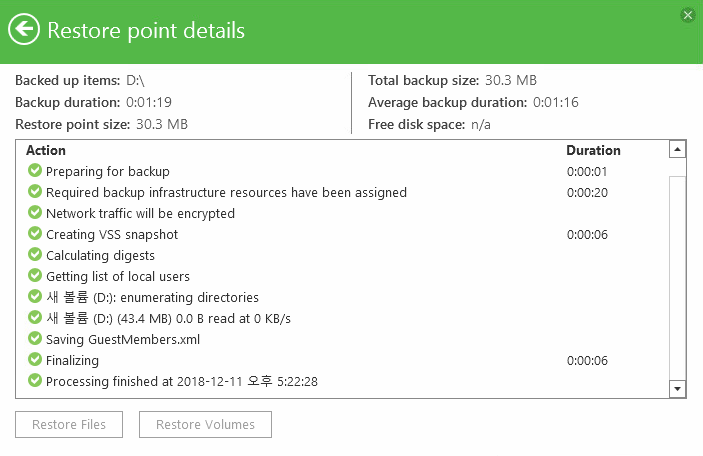 Restore point details
Backed up items: D:\
Total backup size: 30.3 MB
Backup duration: 0:01:19
Average backup duration: 0:01:16
Restore point size: 30.3 MB
Free disk space: n/a
Action Duration
Preparing for backup 0:00:01
Required backup infrastructure resources have been assigned 0:00:20
Network traffic will be encrypted
Creating VSS snapshot 0:00:06
Calculating digests
Getting list of local users
새 볼륨 (D:): enumerating directories
새 볼륨 (D:) (43.4 MB) 0.0 B read at 0 KB/s
Saving GuestMembers.xml
Finalizing 0:00:06
Processing finished at 2018-12-11 오후 5:22:28
Restore Files
Restore Volumes